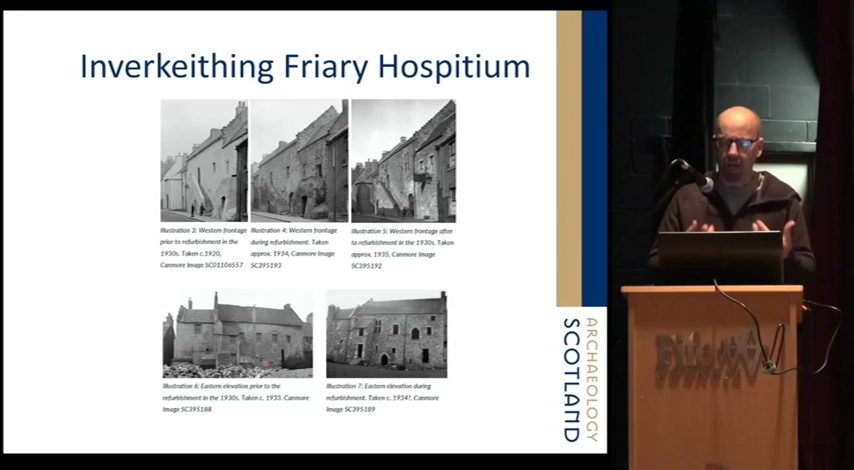 Inverkeithing Friary Hospitium
Illustration 3: Western frontage
prior to refurbishment in the
1930s. Taken c.1920,
Canmore Image SC01106557
Illustration 4: Western frontage
during refurbishment. Taken
approx. 1934, Canmore Image
SC395193
Illustration 5: Western frontage after
to refurbishment in the 1930s. Taken
approx. 1935, Canmore Image
SC395192
Illustration 6: Eastern elevation prior to the
refurbishment in the 1930s. Taken c. 1933. Canmore
Image SC395188
Illustration 7: Eastern elevation during
refurbishment. Taken c. 1934?. Canmore
Image SC395189
ARCHAEOLOGY
SCOTLAND